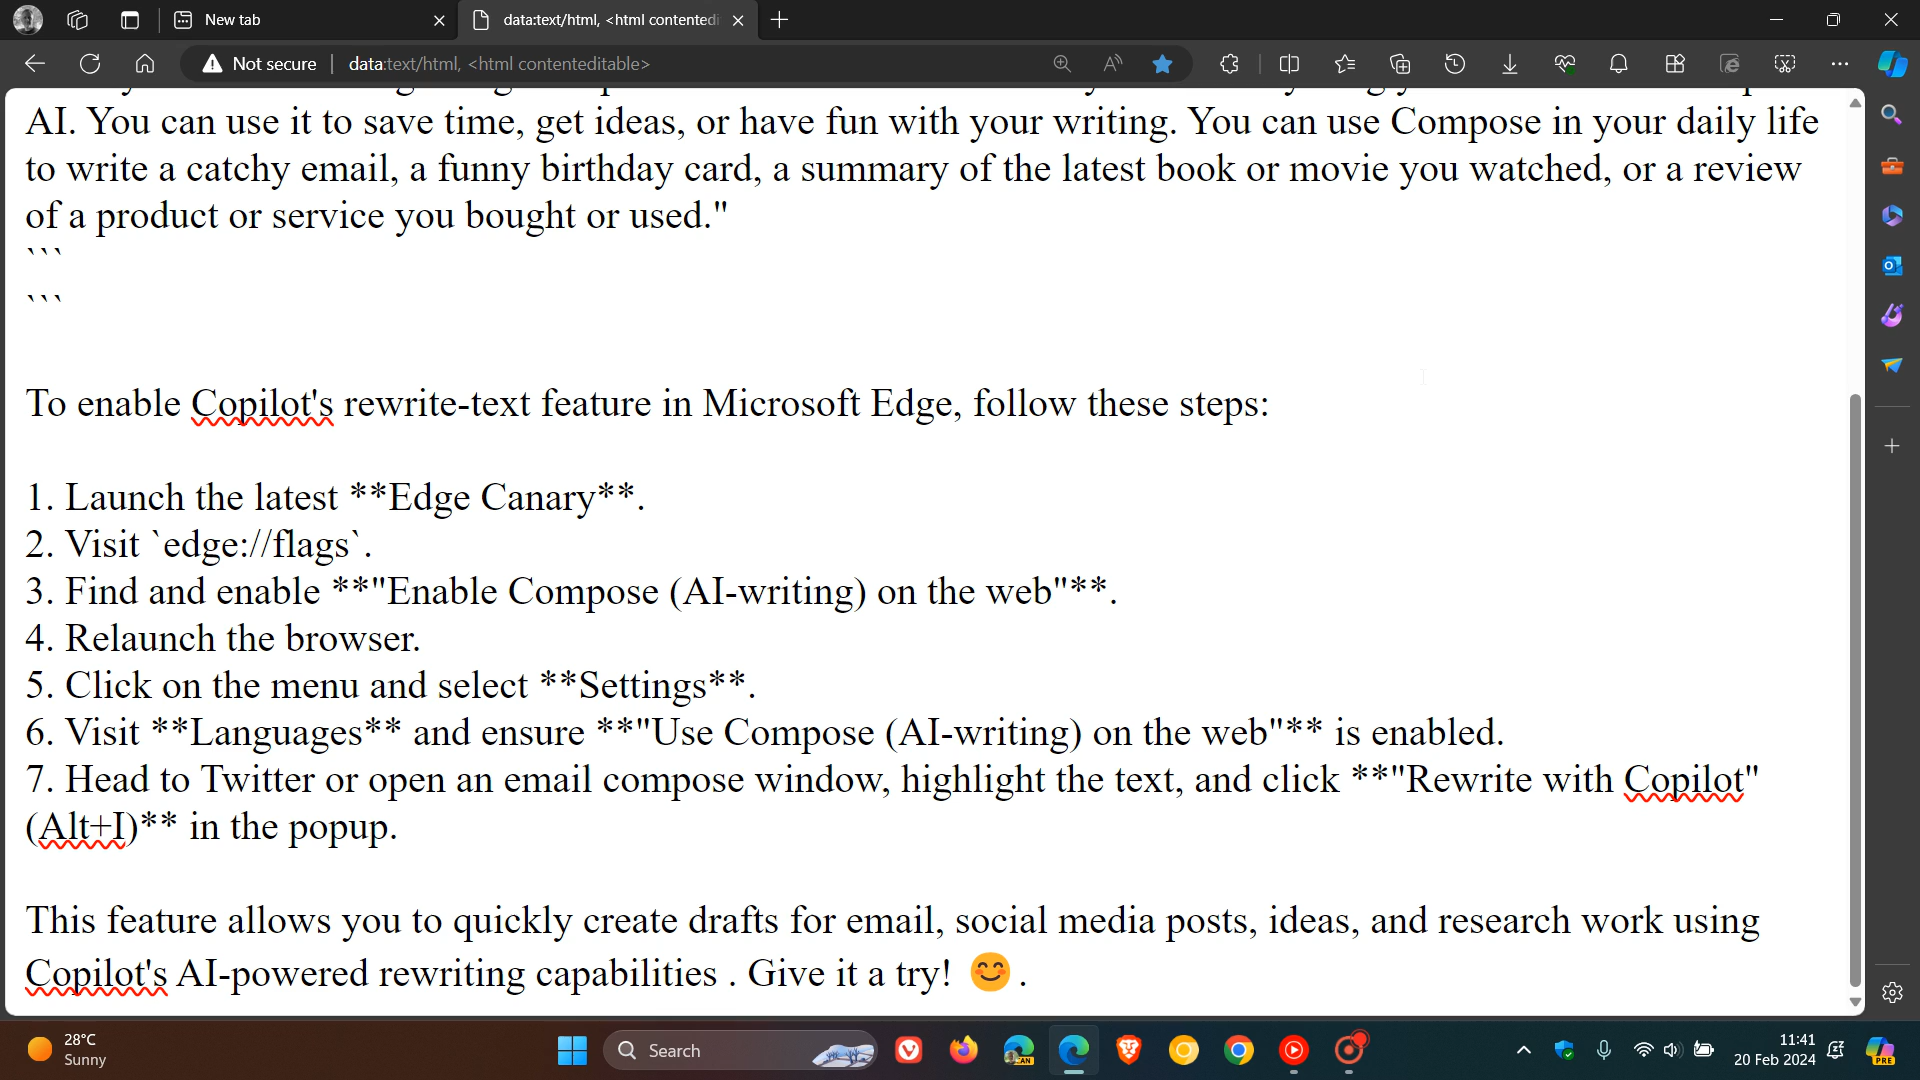 New tab
data:text/html, <html contentedi
Not secure
data:text/html, <html contenteditable>
AI. You can use it to save time, get ideas, or have fun with your writing. You can use Compose in your daily life
to write a catchy email, a funny birthday card, a summary of the latest book or movie you watched, or a review
of a product or service you bought or used."
```
```
To enable Copilot's rewrite-text feature in Microsoft Edge, follow these steps:
1. Launch the latest **Edge Canary**.
2. Visit `edge://flags`.
3. Find and enable **"Enable Compose (AI-writing) on the web"**.
4. Relaunch the browser.
5. Click on the menu and select **Settings**.
6. Visit **Languages** and ensure **"Use Compose (AI-writing) on the web"** is enabled.
7. Head to Twitter or open an email compose window, highlight the text, and click **"Rewrite with Copilot"
(Alt+I)** in the popup.
This feature allows you to quickly create drafts for email, social media posts, ideas, and research work using
Copilot's AI-powered rewriting capabilities . Give it a try! 😊 .
28°C
Sunny
Search
CAN
11:41
20 Feb 2024
PRE